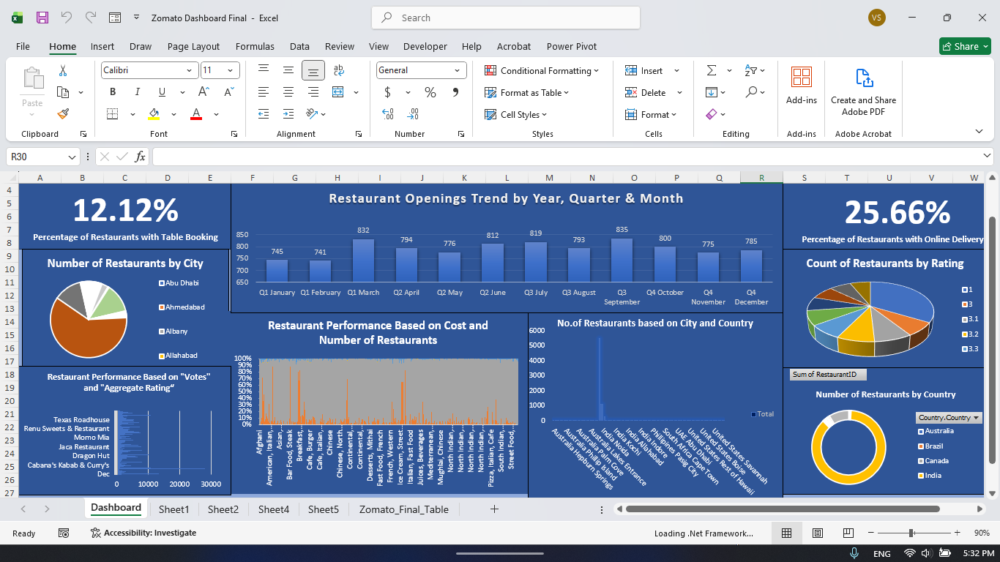 Zomato Dashboard Final - Excel
Search
VS
File Home Insert Draw Page Layout Formulas Data Review View Developer Help Acrobat Power Pivot
Share
Paste
Clipboard
Calibri 11
B I U A A
A
Font
ab
Alignment
General
$ % ,
.00
Number
Conditional Formatting
Format as Table
Cell Styles
Styles
Insert
Delete
Format
Cells
Editing
Add-ins
Add-ins
Create and Share
Adobe PDF
Adobe Acrobat
R30
fx
A B C D E F G H I J K L M N O P Q R S T U V W
4
5
6
7
8
9
10
11
12
13
14
15
16
17
18
19
20
21
22
23
24
25
26
27
12.12%
Percentage of Restaurants with Table Booking
Restaurant Openings Trend by Year, Quarter & Month
850
800
750
700
650
745 741 832 794 776 812 819 793 835 800 775 785
Q1 January Q1 February Q1 March Q2 April Q2 May Q2 June Q3 July Q3 August Q3 September Q4 October Q4 November Q4 December
25.66%
Percentage of Restaurants with Online Delivery
Number of Restaurants by City
Abu Dhabi
Ahmedabad
Albany
Allahabad
Count of Restaurants by Rating
1
3
3.1
3.2
3.3
Restaurant Performance Based on "Votes"
and "Aggregate Rating“
Texas Roadhouse
Renu Sweets & Restaurant
Momo Mia
Jaca Restaurant
Dragon Hut
Cabana's Kabab & Curry's
Dec
0 10000 20000 30000
Restaurant Performance Based on Cost and
Number of Restaurants
100%
90%
80%
70%
60%
50%
40%
30%
20%
10%
0%
Afghani
American, Italian,…
Asian,…
Bar Food, Steak
Breakfast,…
Cafe, Burger
Cafe, Italian,…
Chinese
Chinese, North…
Continental,…
Continental,…
Desserts, Mithai
Fast Food, French
French, Western
Ice Cream, Street…
Italian, Fast Food
Juices, Beverages
Mediterranean,…
Mughlai, Chinese
North Indian,…
North Indian,…
North Indian,…
North Indian,…
Pizza, Italian, Cafe
South Indian,…
Street Food,…
No.of Restaurants based on City and Country
6000
5000
4000
3000
2000
1000
0
Total
Australia Hepburn Springs
Australia Phillip Island
Australia Palm Cove
Australia Lakes Entrance
India Noida
India Kochi
India Indore
India Allahabad
Philippines Pasig City
South Africa Cape Town
UAE Abu Dhabi
United States Rest of Hawaii
United States Boise
United States Savannah
Sum of RestaurantID
Number of Restaurants by Country
Country.Country
Australia
Brazil
Canada
India
Dashboard Sheet1 Sheet2 Sheet4 Sheet5 Zomato_Final_Table
Ready
Accessibility: Investigate
Loading .Net Framework...
90%
ENG
5:32 PM